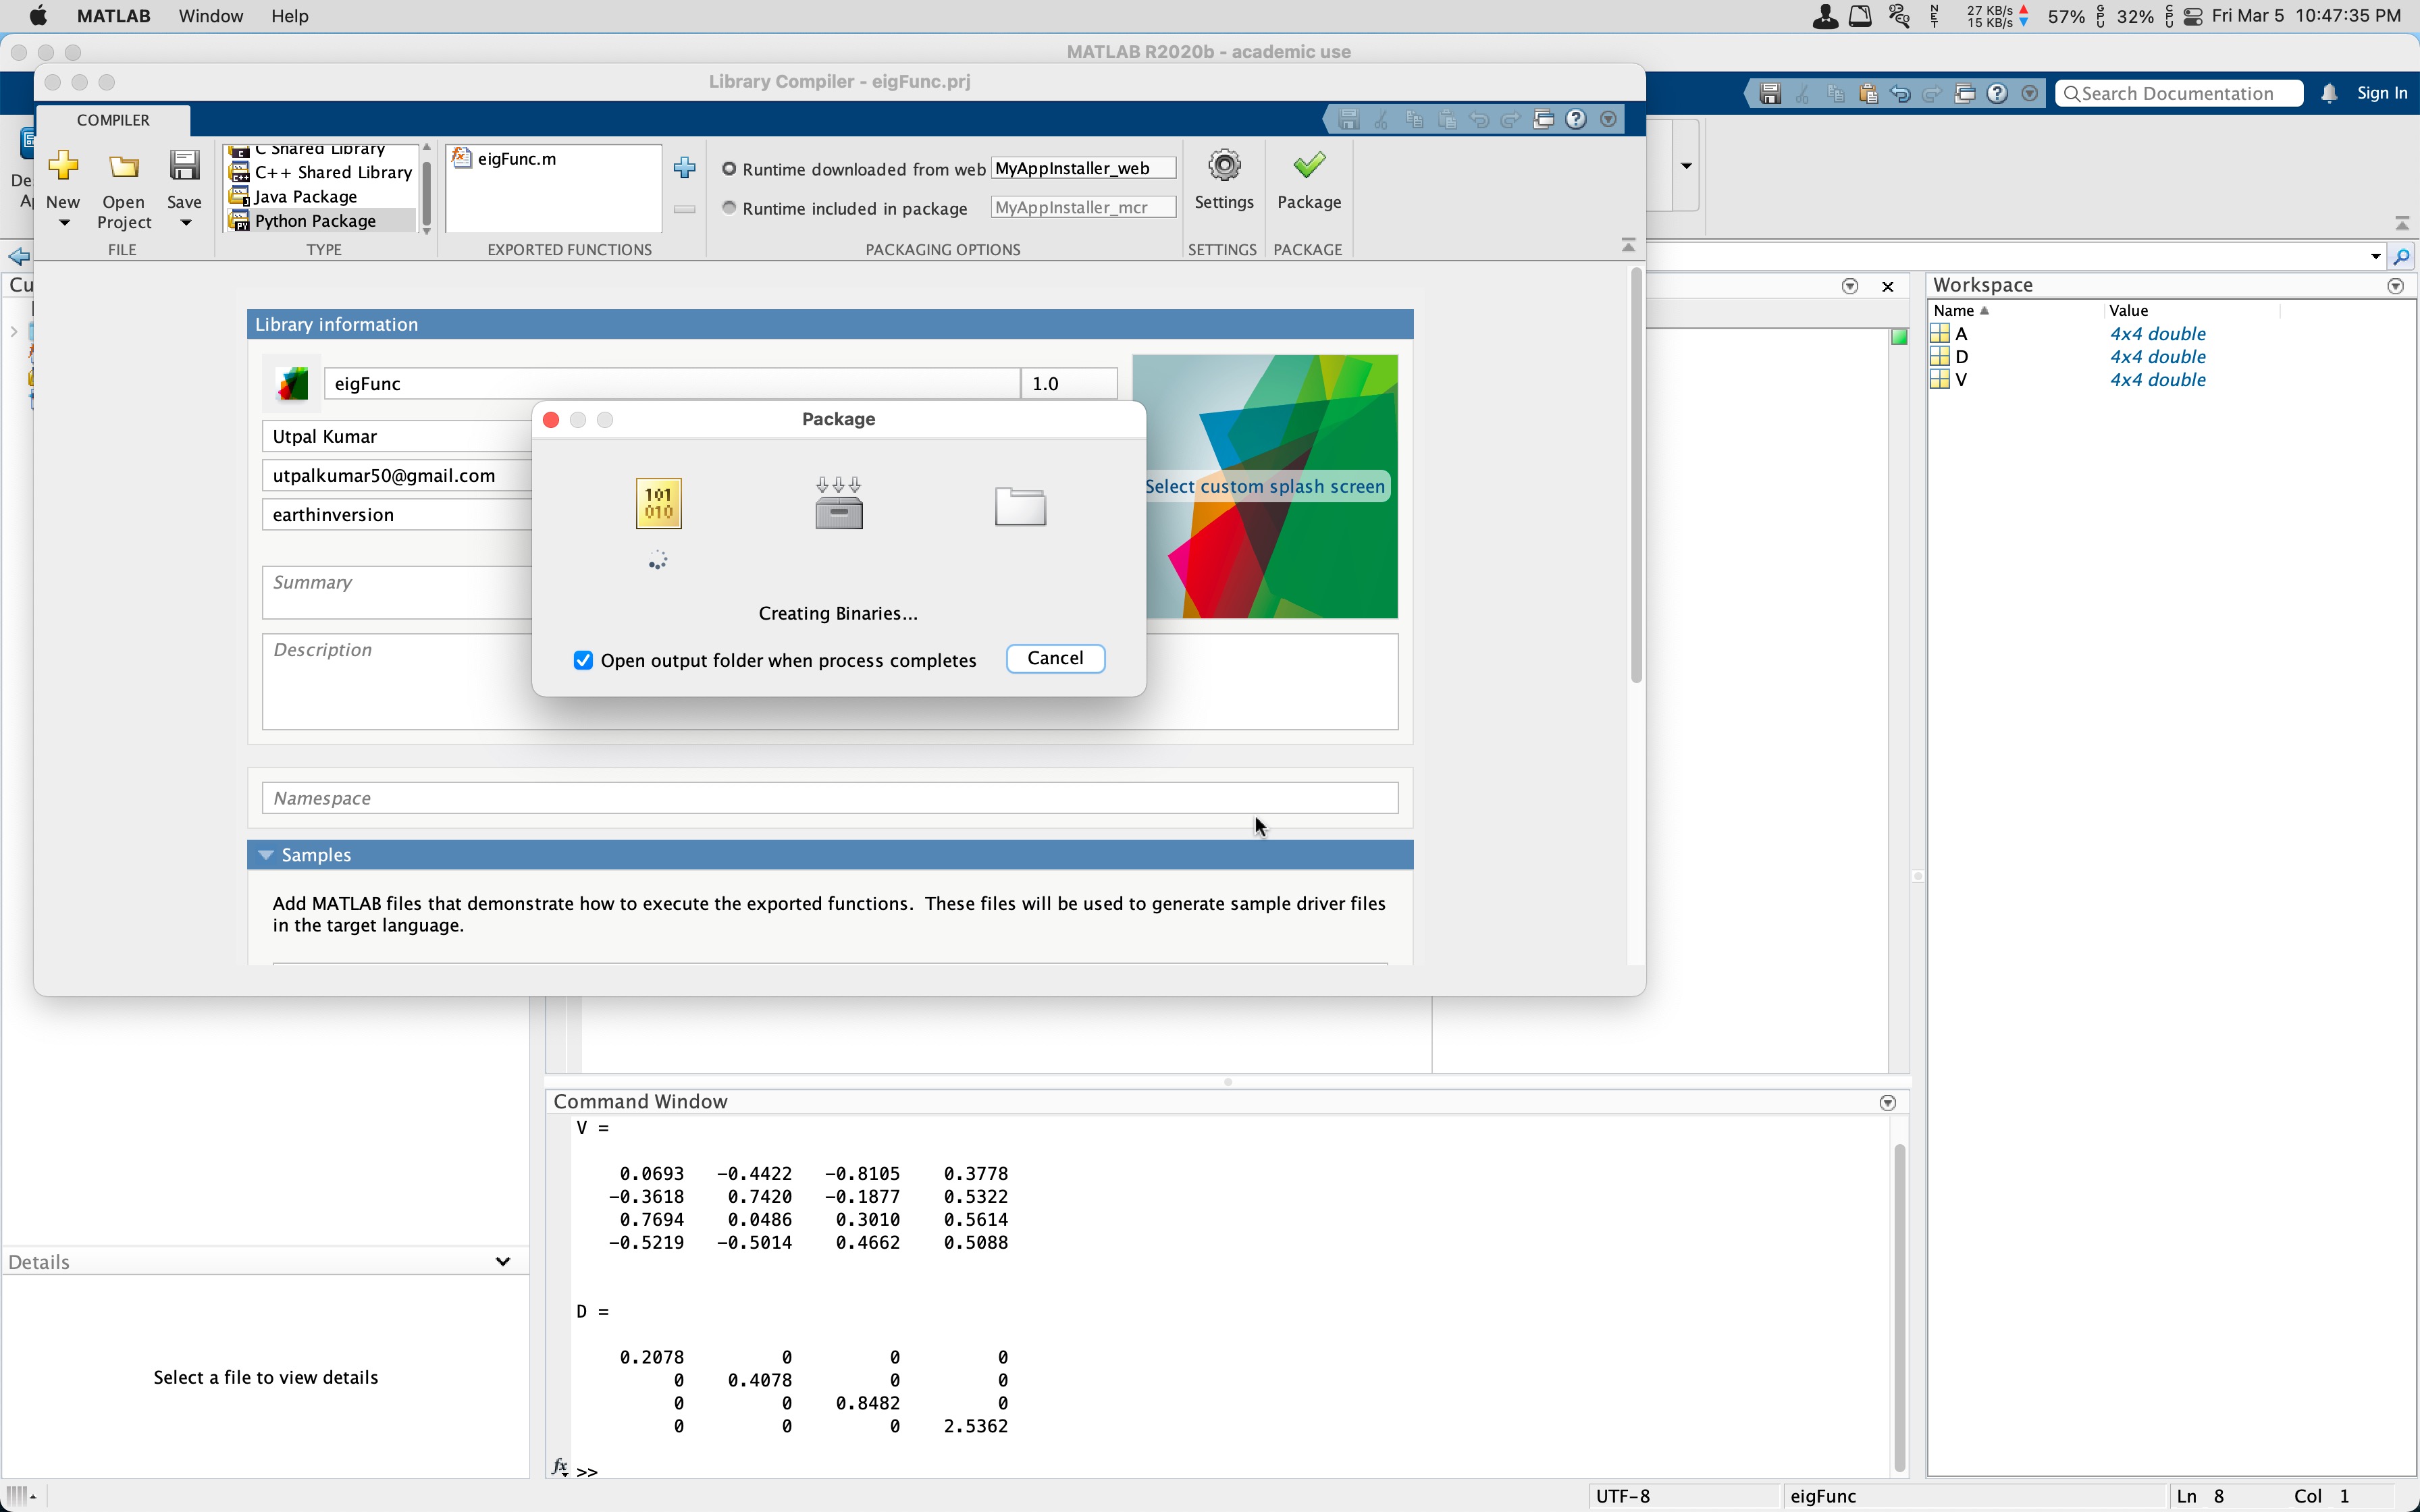 MATLAB Window Help
NET 27 KB/s 15 KB/s 57% GPU 32% CPU Fri Mar 5 10:47:35 PM
MATLAB R2020b - academic use
Library Compiler - eigFunc.prj
Search Documentation Sign In
COMPILER
New
Open Project
Save
FILE
C Shared Library
C++ Shared Library
Java Package
Python Package
TYPE
eigFunc.m
EXPORTED FUNCTIONS
Runtime downloaded from web MyAppInstaller_web
Runtime included in package MyAppInstaller_mcr
PACKAGING OPTIONS
Settings
SETTINGS
Package
PACKAGE
Library information
eigFunc 1.0
Utpal Kumar
utpalkumar50@gmail.com
earthinversion
Summary
Description
Select custom splash screen
Package
101
010
Creating Binaries...
Open output folder when process completes Cancel
Namespace
Samples
Add MATLAB files that demonstrate how to execute the exported functions. These files will be used to generate sample driver files
in the target language.
Workspace
Name Value
A 4x4 double
D 4x4 double
V 4x4 double
Details
Select a file to view details
Command Window
V =
0.0693 -0.4422 -0.8105 0.3778
-0.3618 0.7420 -0.1877 0.5322
0.7694 0.0486 0.3010 0.5614
-0.5219 -0.5014 0.4662 0.5088
D =
0.2078 0 0 0
0 0.4078 0 0
0 0 0.8482 0
0 0 0 2.5362
fx >>
UTF-8 eigFunc Ln 8 Col 1